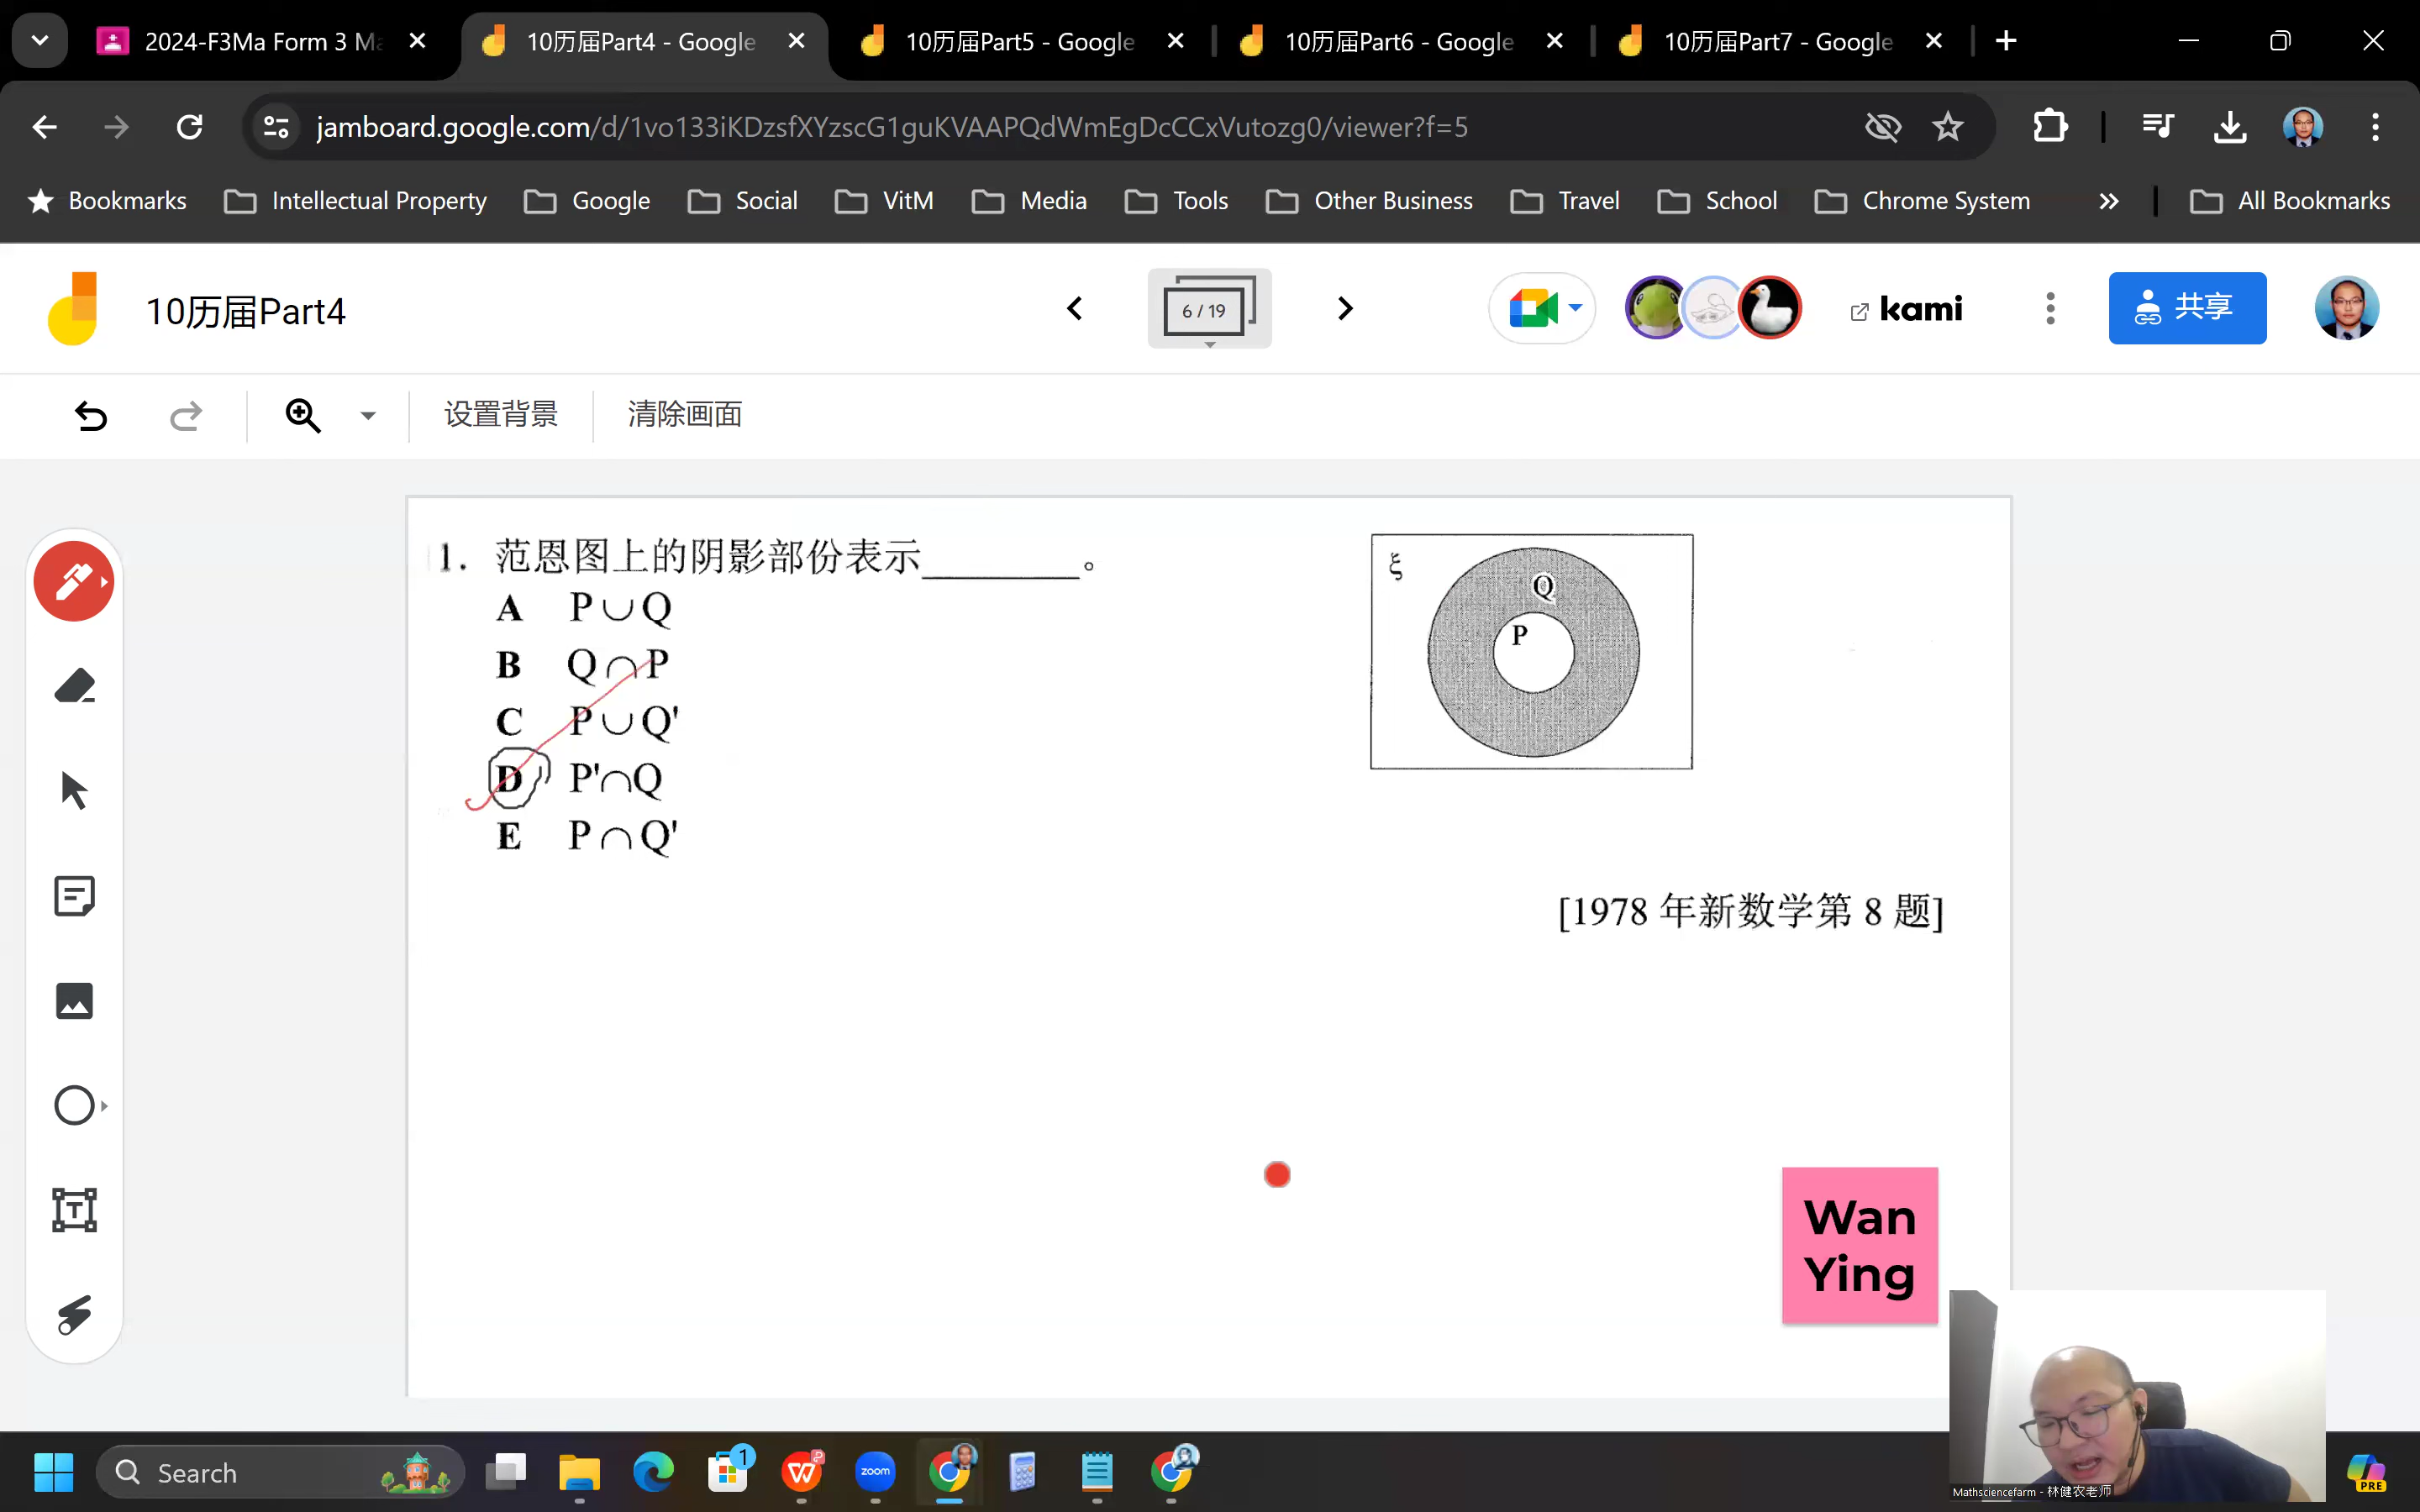 2024-F3Ma Form 3 Ma
10历届Part4 - Google
10历届Part5 - Google
10历届Part6 - Google
10历届Part7 - Google
jamboard.google.com/d/1vo133iKDzsfXYzscG1guKVAAPQdWmEgDcCCxVutozg0/viewer?f=5
Bookmarks
Intellectual Property
Google
Social
VitM
Media
Tools
Other Business
Travel
School
Chrome System
All Bookmarks
10历届Part4
6 / 19
kami
共享
设置背景
清除画面
1. 范恩图上的阴影部份表示________。
A P∪Q
B Q∩P
C P∪Q'
D P'∩Q
E P∩Q'
ξ
Q
P
[1978 年新数学第 8 题]
Wan
Ying
Mathsciencefarm - 林健农老师
Search
1
zoom
PRE